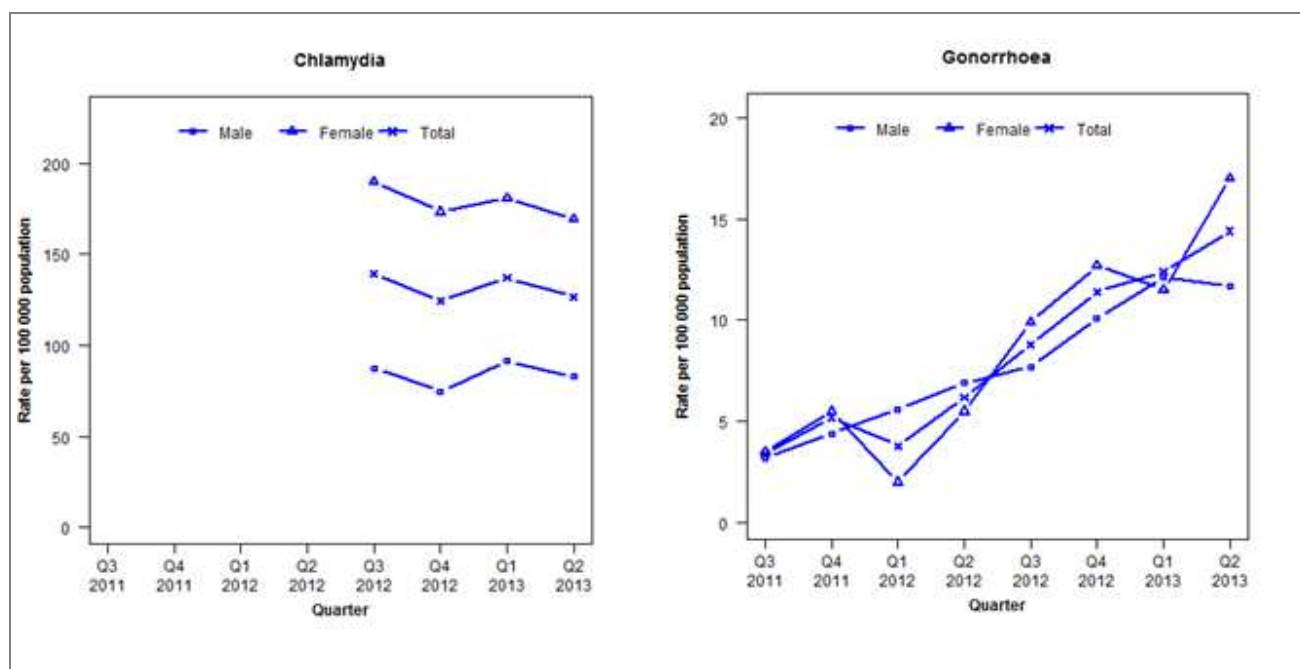 Chlamydia
Male Female Total
200
150
100
50
0
Rate per 100 000 population
Q3 Q4 Q1 Q2 Q3 Q4 Q1 Q2
2011 2011 2012 2012 2012 2012 2013 2013
Quarter
Gonorrhoea
Male Female Total
20
15
10
5
0
Rate per 100 000 population
Q3 Q4 Q1 Q2 Q3 Q4 Q1 Q2
2011 2011 2012 2012 2012 2012 2013 2013
Quarter